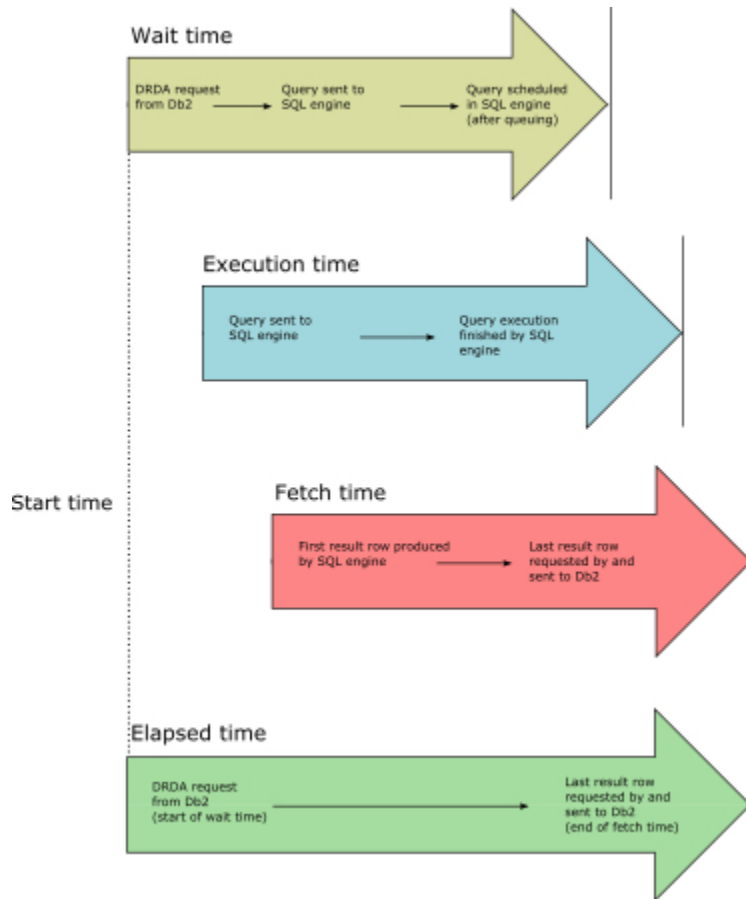 Wait time
DRDA request
from Db2
Query sent to
SQL engine
Query scheduled
in SQL engine
(after queuing)
Execution time
Query sent to
SQL engine
Query execution
finished by SQL
engine
Start time
Fetch time
First result row produced
by SQL engine
Last result row
requested by and
sent to Db2
Elapsed time
DRDA request
from Db2
(start of wait time)
Last result row
requested by and
sent to Db2
(end of fetch time)